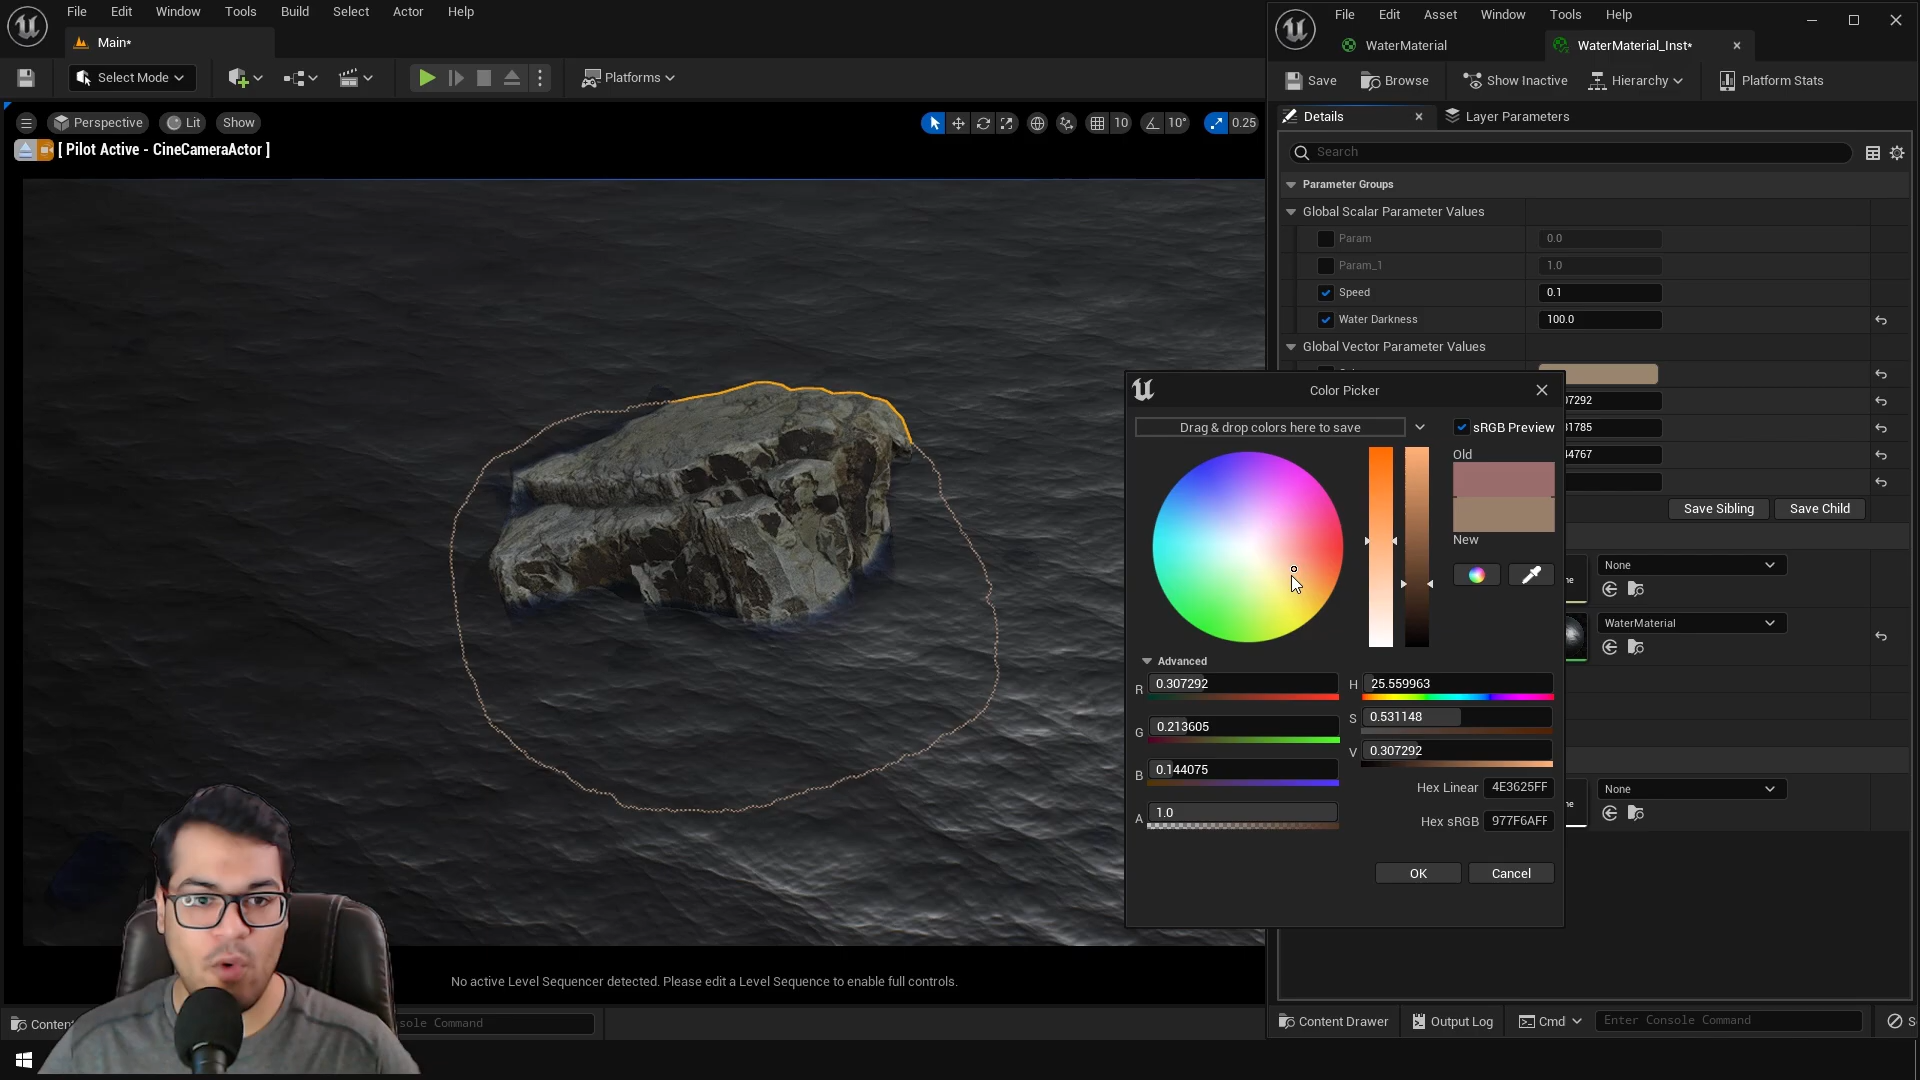 File Edit Window Tools Build Select Actor Help
Main*
Select Mode
Platforms
Perspective Lit Show
10 10° 0.25
[ Pilot Active - CineCameraActor ]
No active Level Sequencer detected. Please edit a Level Sequence to enable full controls.
Conten
sole Command
File Edit Asset Window Tools Help
WaterMaterial
WaterMaterial_Inst*
Save Browse Show Inactive Hierarchy Platform Stats
Details
Layer Parameters
Search
Parameter Groups
Global Scalar Parameter Values
Param 0.0
Param_1 1.0
Speed 0.1
Water Darkness 100.0
Global Vector Parameter Values
07292
31785
44767
Save Sibling Save Child
None
WaterMaterial
None
Color Picker
Drag & drop colors here to save
sRGB Preview
Old
New
Advanced
R 0.307292
G 0.213605
B 0.144075
A 1.0
H 25.559963
S 0.531148
V 0.307292
Hex Linear 4E3625FF
Hex sRGB 977F6AFF
OK Cancel
Content Drawer Output Log Cmd Enter Console Command S